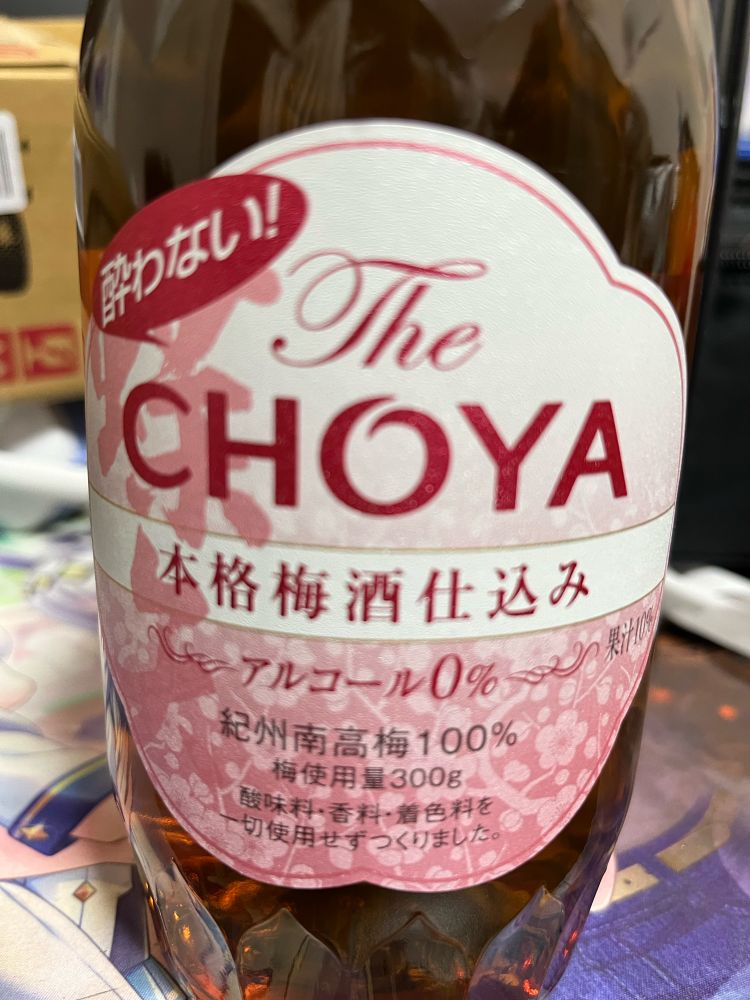 酔わない!
The
CHOYA
本格梅酒仕込み
アルコール0%
果汁10%
紀州南高梅100%
梅使用量300g
酸味料・香料・着色料を
一切使用せずつくりました。